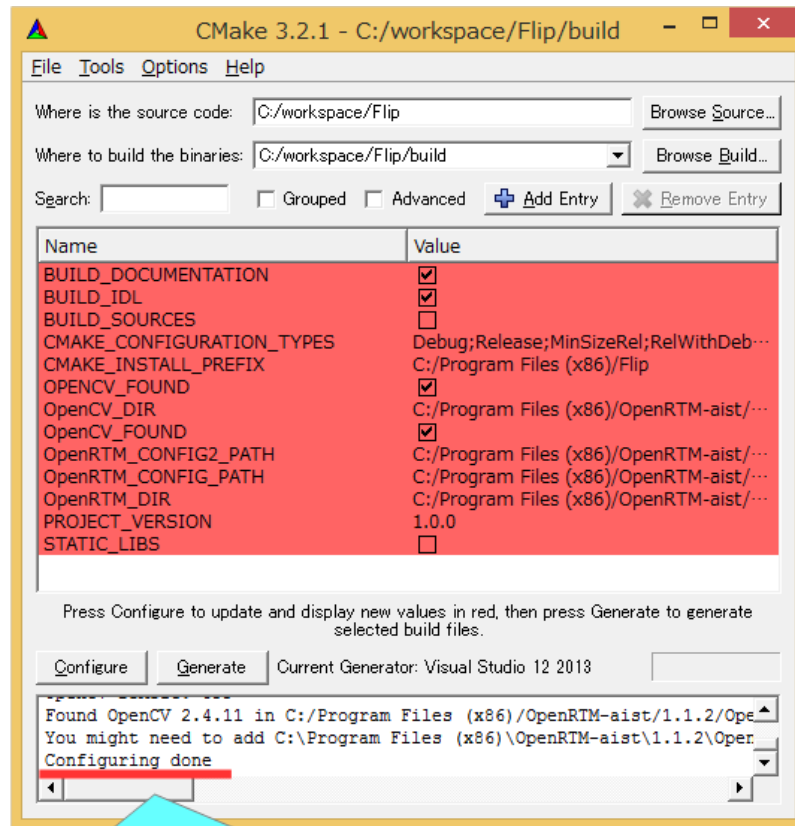 CMake 3.2.1 - C:/workspace/Flip/build
File Tools Options Help
Where is the source code: C:/workspace/Flip Browse Source...
Where to build the binaries: C:/workspace/Flip/build Browse Build...
Search: Grouped Advanced Add Entry Remove Entry
Name Value
BUILD_DOCUMENTATION
BUILD_IDL
BUILD_SOURCES
CMAKE_CONFIGURATION_TYPES Debug;Release;MinSizeRel;RelWithDeb...
CMAKE_INSTALL_PREFIX C:/Program Files (x86)/Flip
OPENCV_FOUND
OpenCV_DIR C:/Program Files (x86)/OpenRTM-aist/...
OpenCV_FOUND
OpenRTM_CONFIG2_PATH C:/Program Files (x86)/OpenRTM-aist/...
OpenRTM_CONFIG_PATH C:/Program Files (x86)/OpenRTM-aist/...
OpenRTM_DIR C:/Program Files (x86)/OpenRTM-aist/...
PROJECT_VERSION 1.0.0
STATIC_LIBS
Press Configure to update and display new values in red, then press Generate to generate
selected build files.
Configure Generate Current Generator: Visual Studio 12 2013
Found OpenCV 2.4.11 in C:/Program Files (x86)/OpenRTM-aist/1.1.2/Ope
You might need to add C:\Program Files (x86)\OpenRTM-aist\1.1.2\Open
Configuring done